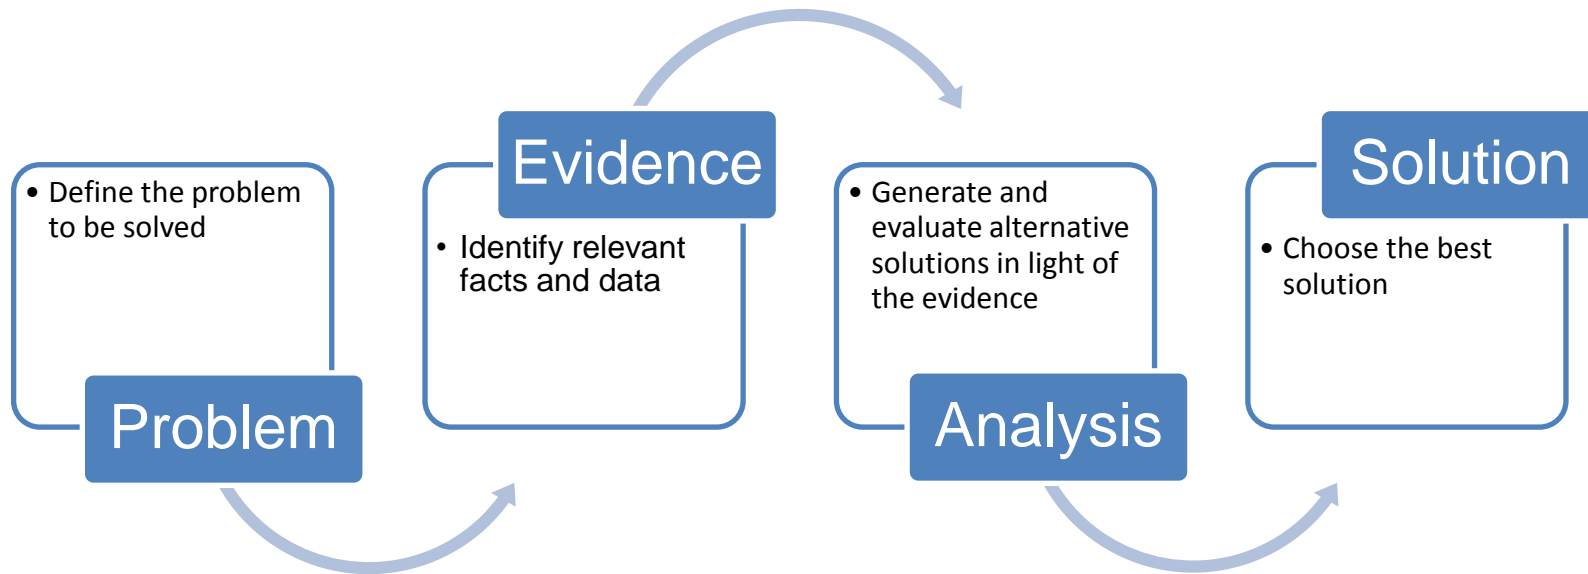 • Define the problem
to be solved
Problem
Evidence
• Identify relevant
facts and data
• Generate and
evaluate alternative
solutions in light of
the evidence
Analysis
Solution
• Choose the best
solution